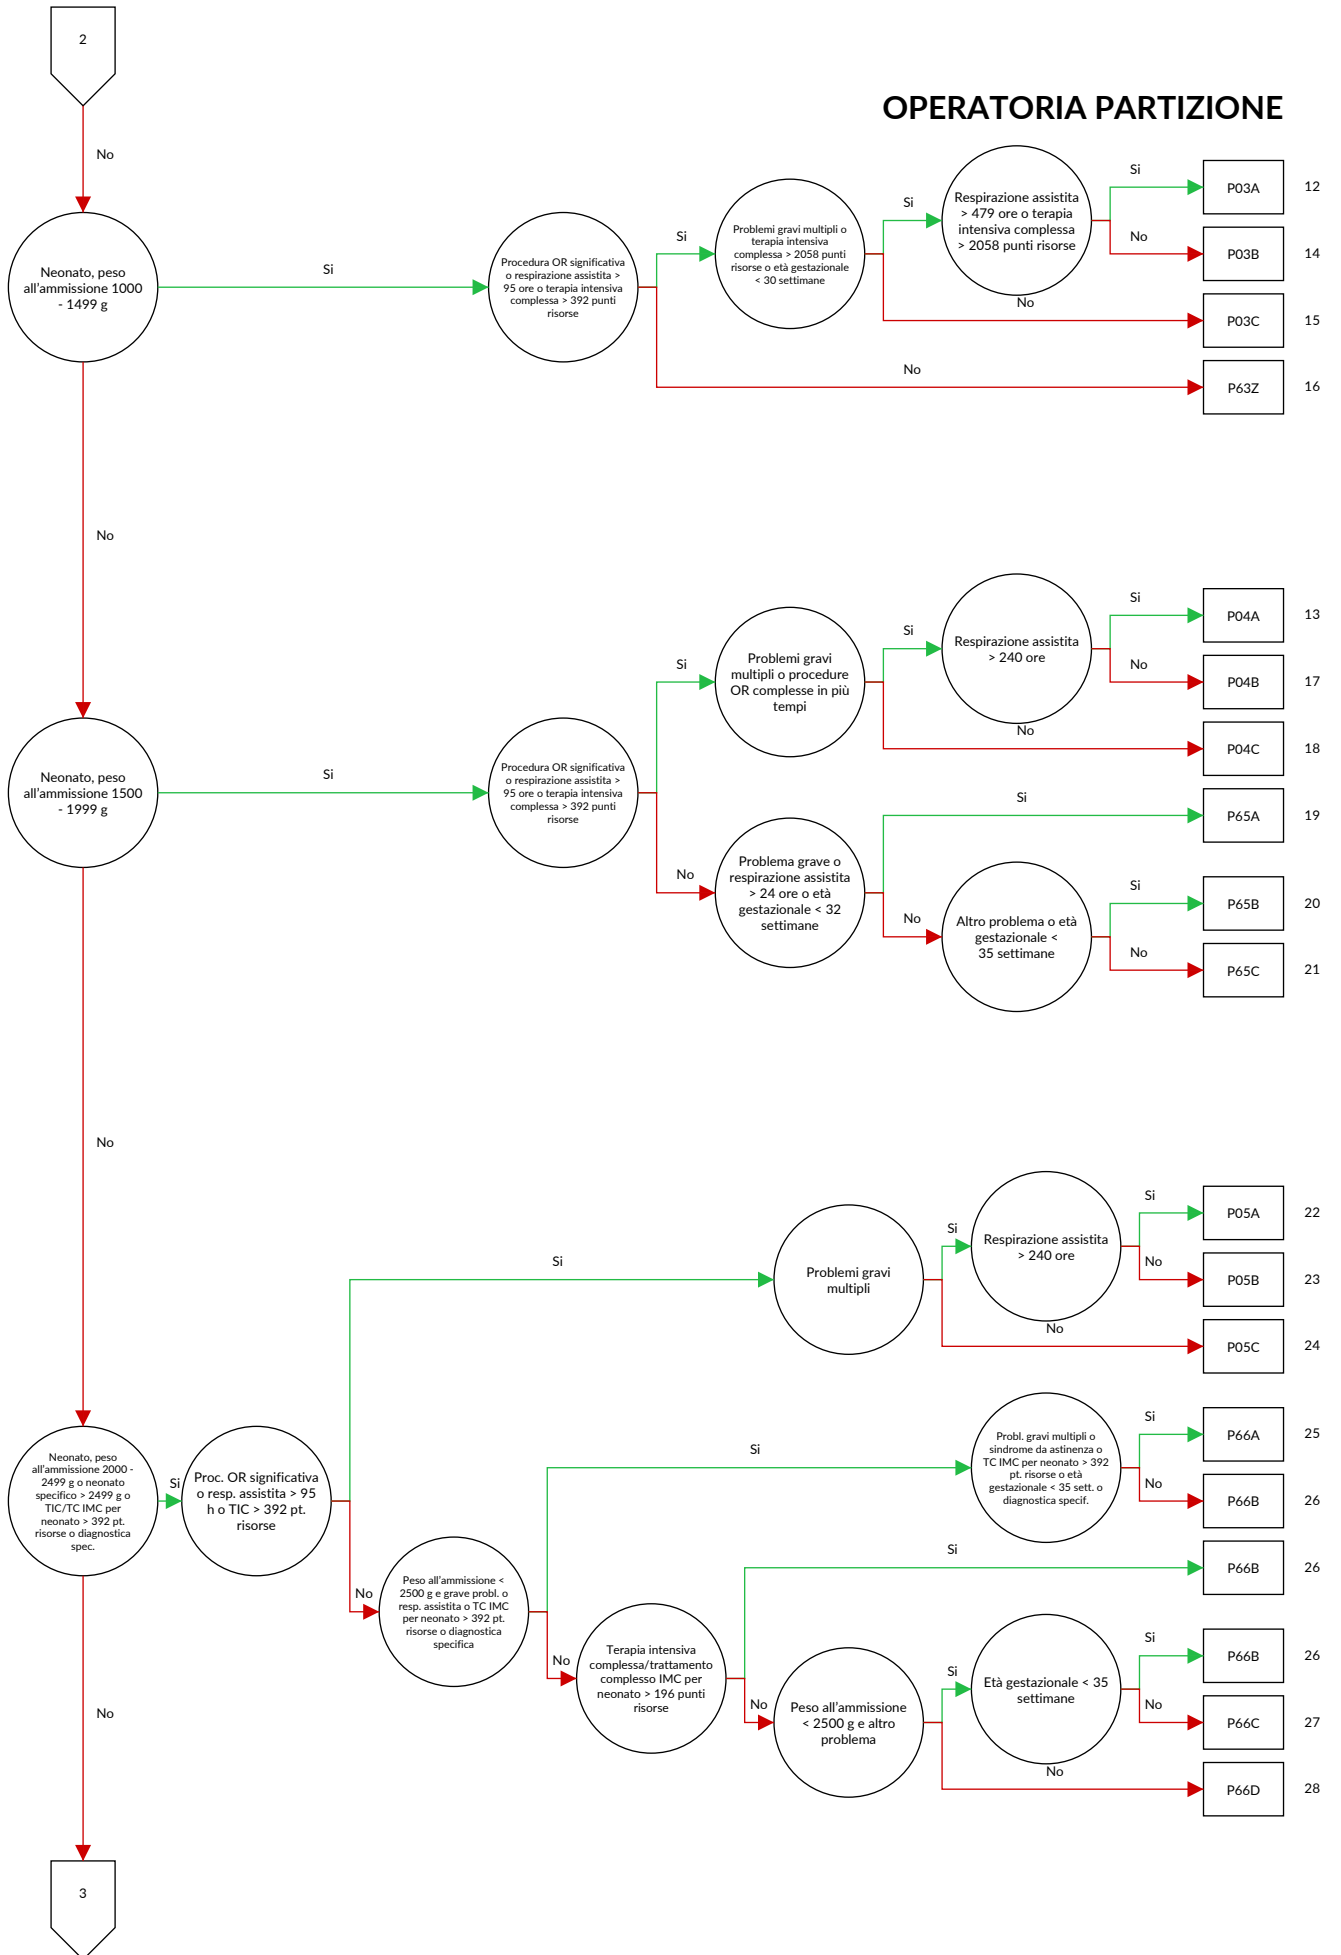 2
OPERATORIA PARTIZIONE
No
Neonato, peso
all'ammissione 1000
- 1499 g
Si
Procedura OR significativa
o respirazione assistita >
95 ore o terapia intensiva
complessa > 392 punti
risorse
Si
Problemi gravi multipli o
terapia intensiva
complessa > 2058 punti
risorse o età gestazionale
< 30 settimane
Si
Respirazione assistita
> 479 ore o terapia
intensiva complessa
> 2058 punti risorse
Si
P03A
12
No
P03B
14
No
P03C
15
No
P63Z
16
No
Neonato, peso
all'ammissione 1500
- 1999 g
Si
Procedura OR significativa
o respirazione assistita >
95 ore o terapia intensiva
complessa > 392 punti
risorse
Si
Problemi gravi
multipli o procedure
OR complesse in più
tempi
Si
Respirazione assistita
> 240 ore
Si
P04A
13
No
P04B
17
No
P04C
18
No
Problema grave o
respirazione assistita
> 24 ore o età
gestazionale < 32
settimane
Si
P65A
19
No
Altro problema o età
gestazionale <
35 settimane
Si
P65B
20
No
P65C
21
No
Neonato, peso
all'ammissione 2000 -
2499 g o neonato
specifico > 2499 g o
TIC/TC IMC per
neonato > 392 pt.
risorse o diagnostica
spec.
Si
Proc. OR significativa
o resp. assistita > 95
h o TIC > 392 pt.
risorse
Si
Problemi gravi
multipli
Si
Respirazione assistita
> 240 ore
Si
P05A
22
No
P05B
23
No
P05C
24
No
Peso all'ammissione <
2500 g e grave probl. o
resp. assistita o TC IMC
per neonato > 392 pt.
risorse o diagnostica
specifica
Si
Probl. gravi multipli o
sindrome da astinenza o
TC IMC per neonato > 392
pt. risorse o età
gestazionale < 35 sett. o
diagnostica specif.
Si
P66A
25
No
P66B
26
No
Terapia intensiva
complessa/trattamento
complesso IMC per
neonato > 196 punti
risorse
Si
P66B
26
No
Peso all'ammissione
< 2500 g e altro
problema
Si
Età gestazionale < 35
settimane
Si
P66B
26
No
P66C
27
No
P66D
28
No
3